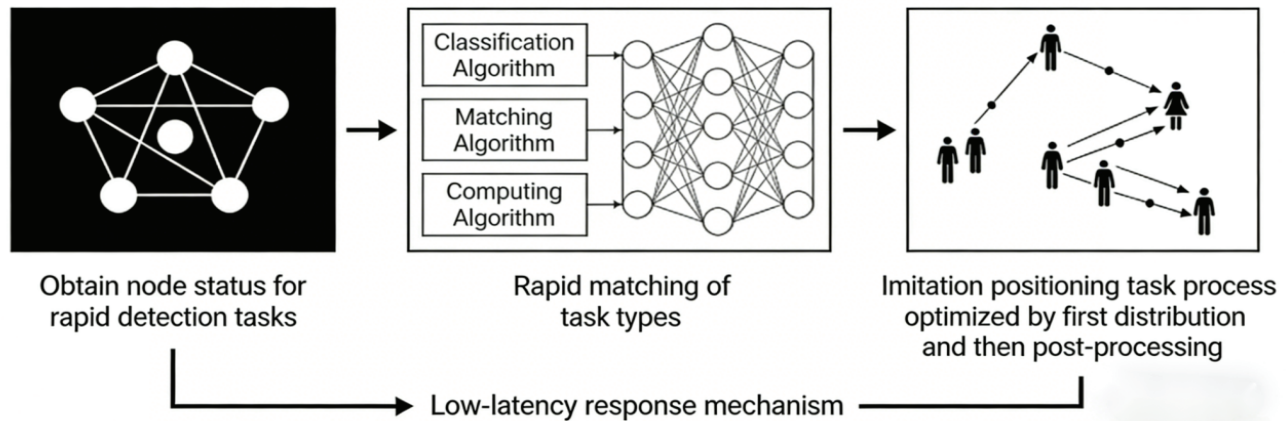 Classification
Algorithm
Matching
Algorithm
Computing
Algorithm
Obtain node status for
rapid detection tasks
Rapid matching of
task types
Imitation positioning task process
optimized by first distribution
and then post-processing
Low-latency response mechanism